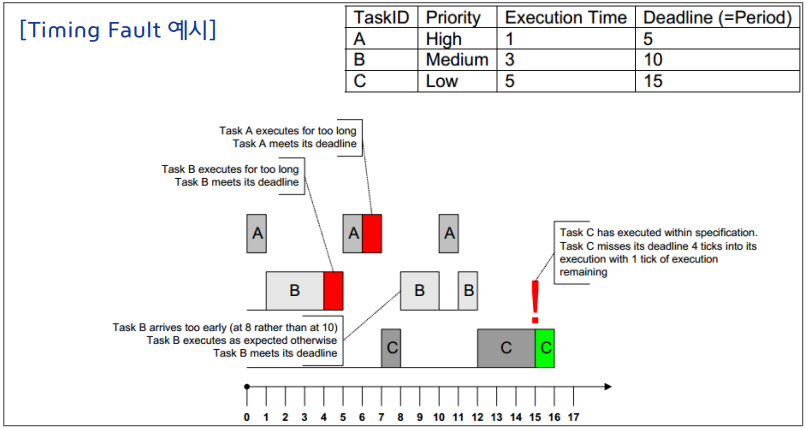 [Timing Fault 예시]
TaskID Priority Execution Time Deadline (=Period)
A High 1 5
B Medium 3 10
C Low 5 15
Task A executes for too long
Task A meets its deadline
Task B executes for too long
Task B meets its deadline
A A A
Task C has executed within specification.
Task C misses its deadline 4 ticks into its
execution with 1 tick of execution
remaining
B B B
!
Task B arrives too early (at 8 rather than at 10)
Task B executes as expected otherwise
Task B meets its deadline
C C C
0 1 2 3 4 5 6 7 8 9 10 11 12 13 14 15 16 17